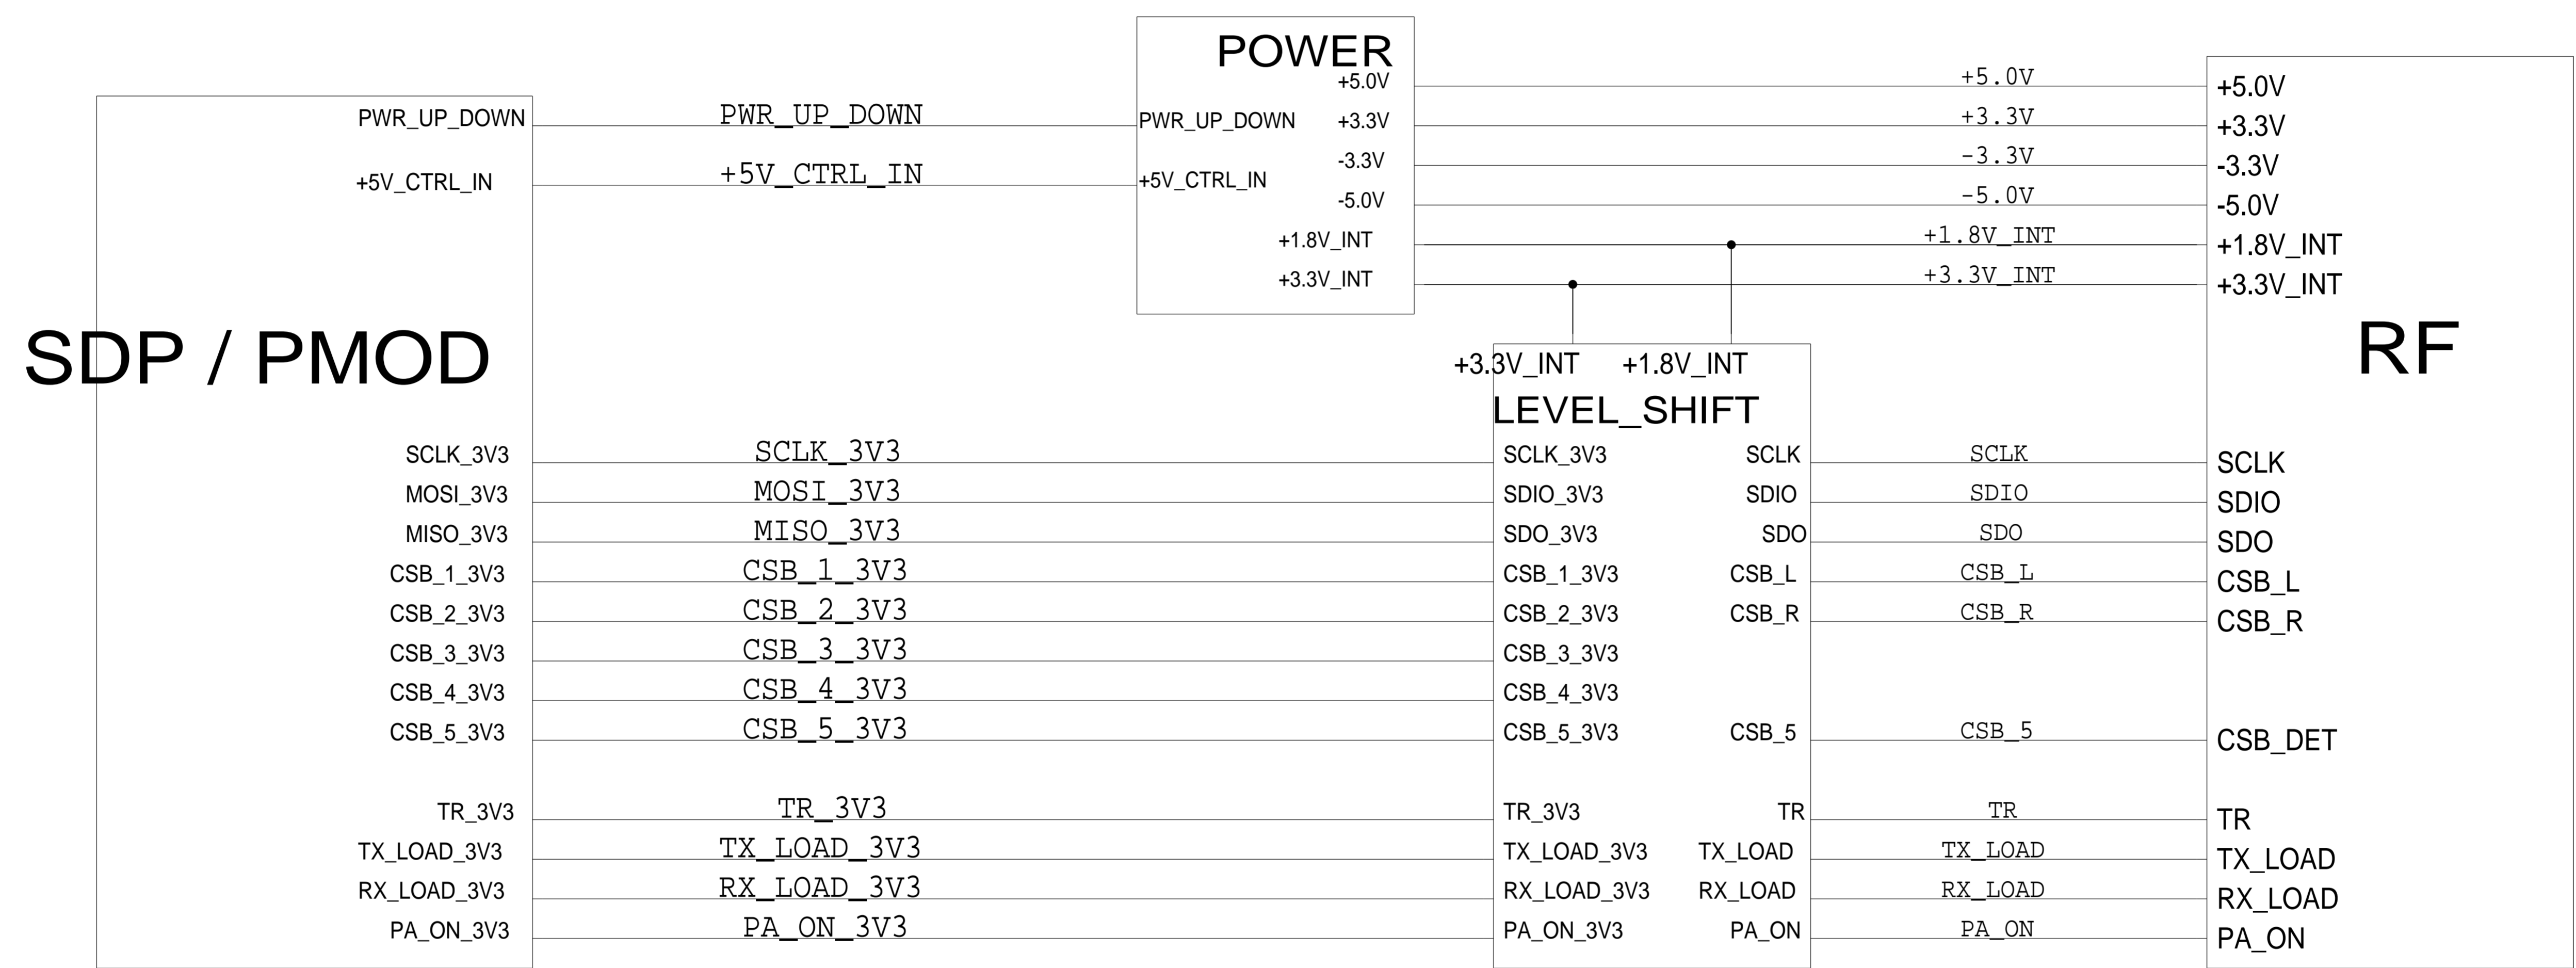 POWER
+5.0V +5.0V +5.0V
PWR_UP_DOWN PWR_UP_DOWN PWR_UP_DOWN +3.3V +3.3V +3.3V
-3.3V -3.3V -3.3V
+5V_CTRL_IN +5V_CTRL_IN +5V_CTRL_IN
-5.0V -5.0V -5.0V
+1.8V_INT +1.8V_INT +1.8V_INT
+3.3V_INT +3.3V_INT +3.3V_INT
SDP / PMOD RF
+3.3V_INT +1.8V_INT
LEVEL_SHIFT
SCLK_3V3 SCLK_3V3 SCLK_3V3 SCLK SCLK SCLK
MOSI_3V3 MOSI_3V3 SDIO_3V3 SDIO SDIO SDIO
MISO_3V3 MISO_3V3 SDO_3V3 SDO SDO SDO
CSB_1_3V3 CSB_1_3V3 CSB_1_3V3 CSB_L CSB_L CSB_L
CSB_2_3V3 CSB_2_3V3 CSB_2_3V3 CSB_R CSB_R CSB_R
CSB_3_3V3 CSB_3_3V3 CSB_3_3V3
CSB_4_3V3 CSB_4_3V3 CSB_4_3V3
CSB_5_3V3 CSB_5_3V3 CSB_5_3V3 CSB_5 CSB_5 CSB_DET
TR_3V3 TR_3V3 TR_3V3 TR TR TR
TX_LOAD_3V3 TX_LOAD_3V3 TX_LOAD_3V3 TX_LOAD TX_LOAD TX_LOAD
RX_LOAD_3V3 RX_LOAD_3V3 RX_LOAD_3V3 RX_LOAD RX_LOAD RX_LOAD
PA_ON_3V3 PA_ON_3V3 PA_ON_3V3 PA_ON PA_ON PA_ON